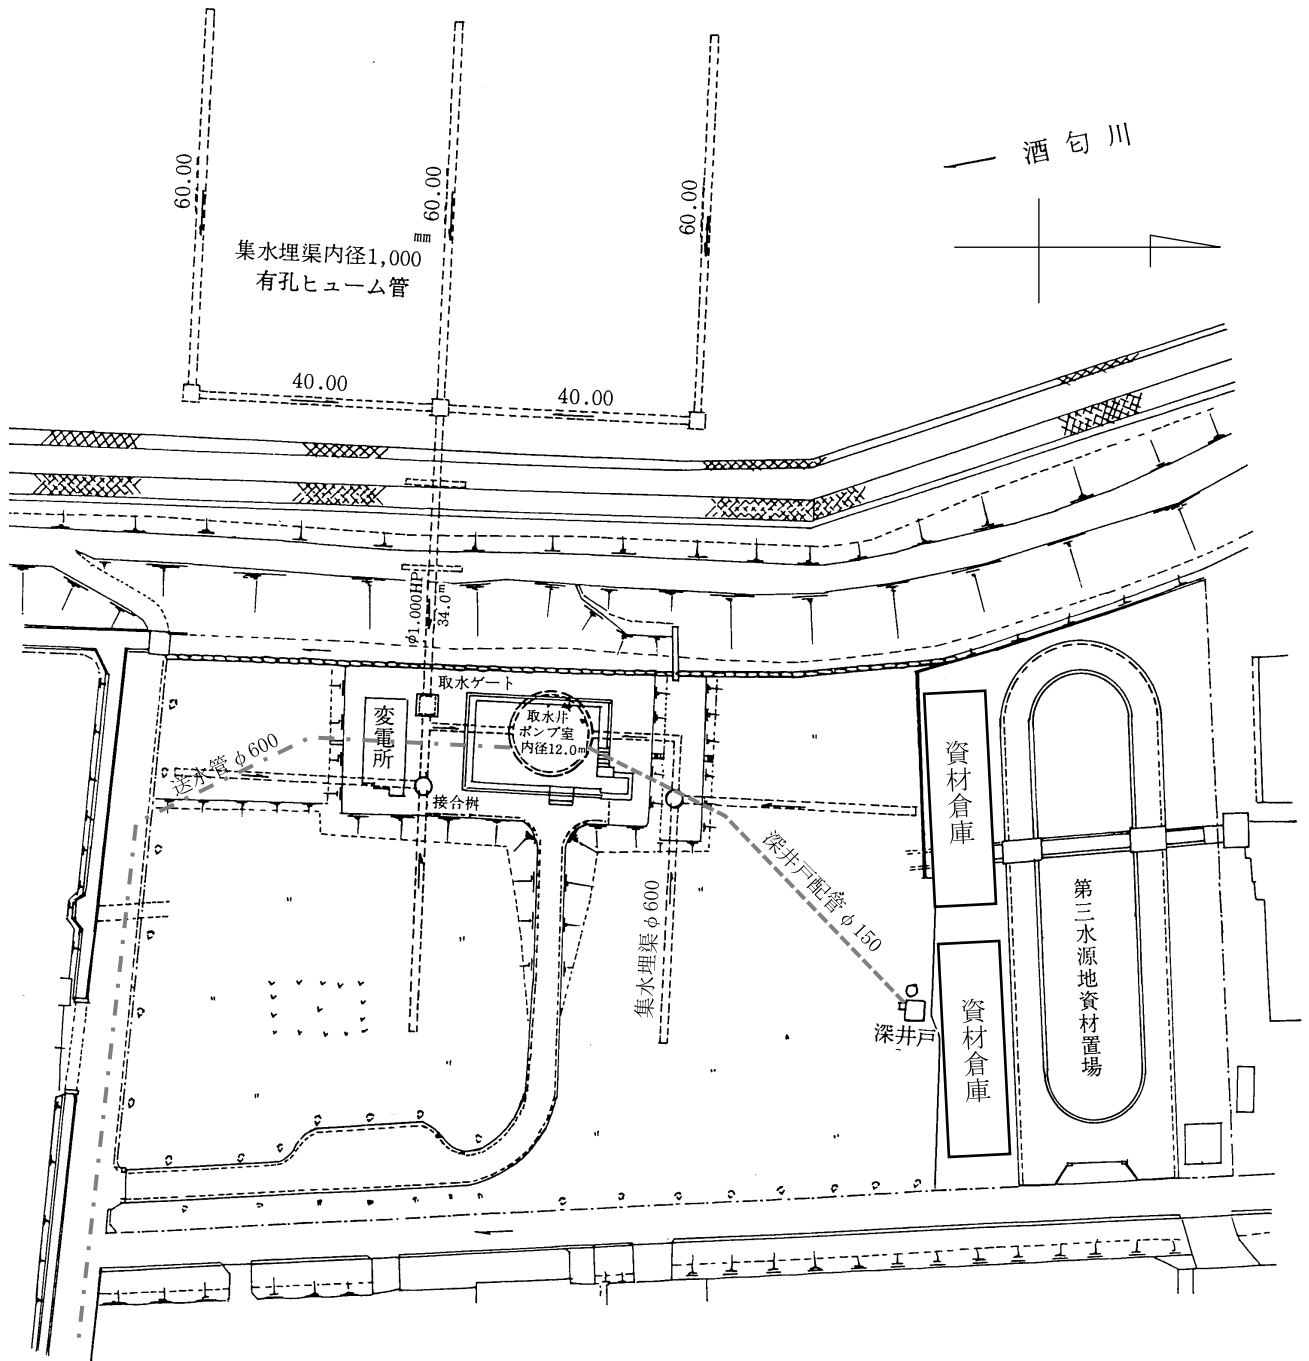 酒匂川
60.00
60.00
60.00
mm
集水埋渠内径1,000
有孔ヒューム管
40.00
40.00
φ1.000HP
34.0m
取水ゲート
変電所
取水井
ポンプ室
内径12.0m
送水管φ600
接合桝
資材倉庫
深井戸配管φ150
集水埋渠φ600
第三水源地資材置場
資材倉庫
深井戸